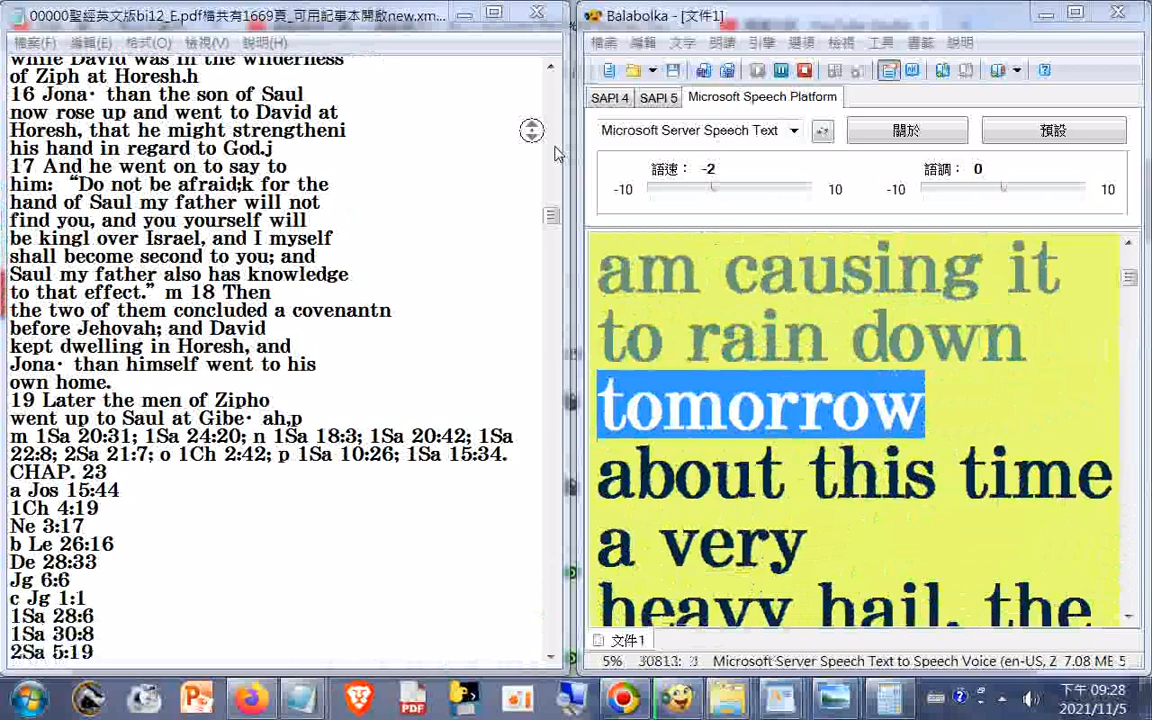 00000聖經英文版bi12_E.pdf檔共有1669頁_可用記事本開啟new.xm...
檔案(F) 編輯(E) 格式(O) 檢視(V) 說明(H)
while David was in the wilderness
of Ziph at Horesh.h
16 Jona· than the son of Saul
now rose up and went to David at
Horesh, that he might strengtheni
his hand in regard to God.j
17 And he went on to say to
him: “Do not be afraid;k for the
hand of Saul my father will not
find you, and you yourself will
be kingl over Israel, and I myself
shall become second to you; and
Saul my father also has knowledge
to that effect.” m 18 Then
the two of them concluded a covenantn
before Jehovah; and David
kept dwelling in Horesh, and
Jona· than himself went to his
own home.
19 Later the men of Zipho
went up to Saul at Gibe· ah,p
m 1Sa 20:31; 1Sa 24:20; n 1Sa 18:3; 1Sa 20:42; 1Sa
22:8; 2Sa 21:7; o 1Ch 2:42; p 1Sa 10:26; 1Sa 15:34.
CHAP. 23
a Jos 15:44
1Ch 4:19
Ne 3:17
b Le 26:16
De 28:33
Jg 6:6
c Jg 1:1
1Sa 28:6
1Sa 30:8
2Sa 5:19
Balabolka - [文件1]
檔案 編輯 文字 朗讀 引擎 選項 檢視 工具 書籤 說明
SAPI 4 SAPI 5 Microsoft Speech Platform
Microsoft Server Speech Text 關於 預設
語速： -2 語調： 0
-10 10 -10 10
am causing it
to rain down
tomorrow
about this time
a very
heavy hail, the
文件1
5% 30813: Microsoft Server Speech Text to Speech Voice (en-US, Z 7.08 MB 5
PDF
下午 09:28
2021/11/5